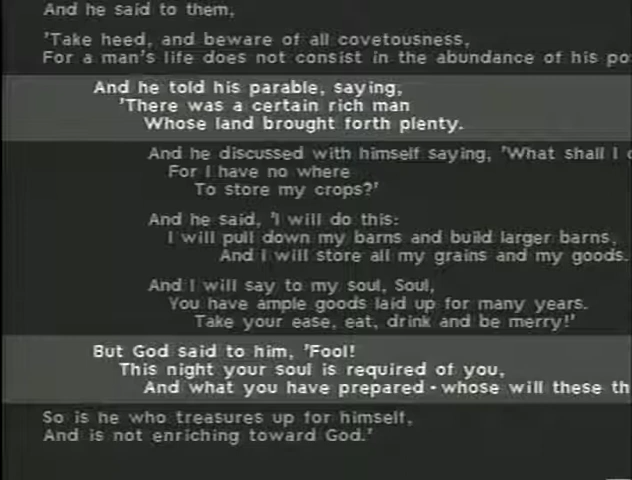 And he said to them,
'Take heed, and beware of all covetousness,
For a man's life does not consist in the abundance of his po
And he told his parable, saying,
'There was a certain rich man
Whose land brought forth plenty.
And he discussed with himself saying, 'What shall I
For I have no where
To store my crops?'
And he said, 'I will do this:
I will pull down my barns and build larger barns,
And I will store all my grains and my goods.
And I will say to my soul, Soul,
You have ample goods laid up for many years.
Take your ease, eat, drink and be merry!'
But God said to him, 'Fool!
This night your soul is required of you,
And what you have prepared - whose will these th
So is he who treasures up for himself,
And is not enriching toward God.'